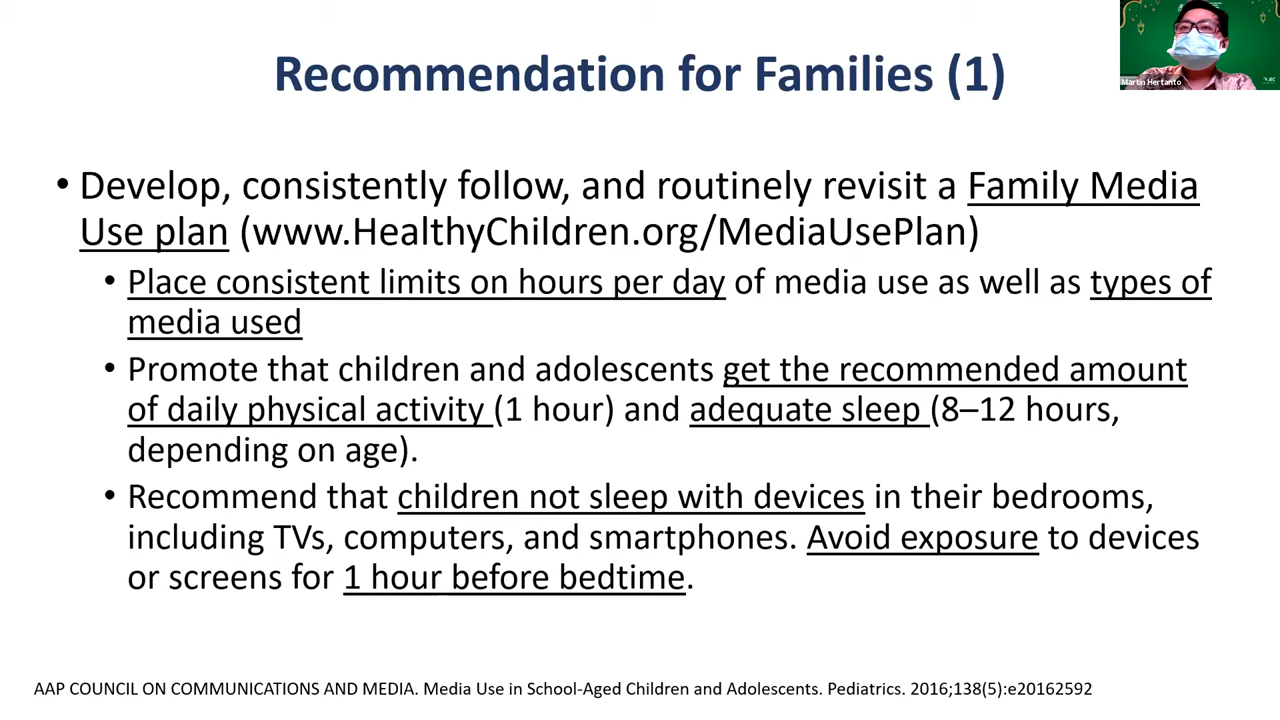 Recommendation for Families (1)
Martin Hertanto
• Develop, consistently follow, and routinely revisit a Family Media
Use plan (www.HealthyChildren.org/MediaUsePlan)
• Place consistent limits on hours per day of media use as well as types of
media used
• Promote that children and adolescents get the recommended amount
of daily physical activity (1 hour) and adequate sleep (8–12 hours,
depending on age).
• Recommend that children not sleep with devices in their bedrooms,
including TVs, computers, and smartphones. Avoid exposure to devices
or screens for 1 hour before bedtime.
AAP COUNCIL ON COMMUNICATIONS AND MEDIA. Media Use in School-Aged Children and Adolescents. Pediatrics. 2016;138(5):e20162592